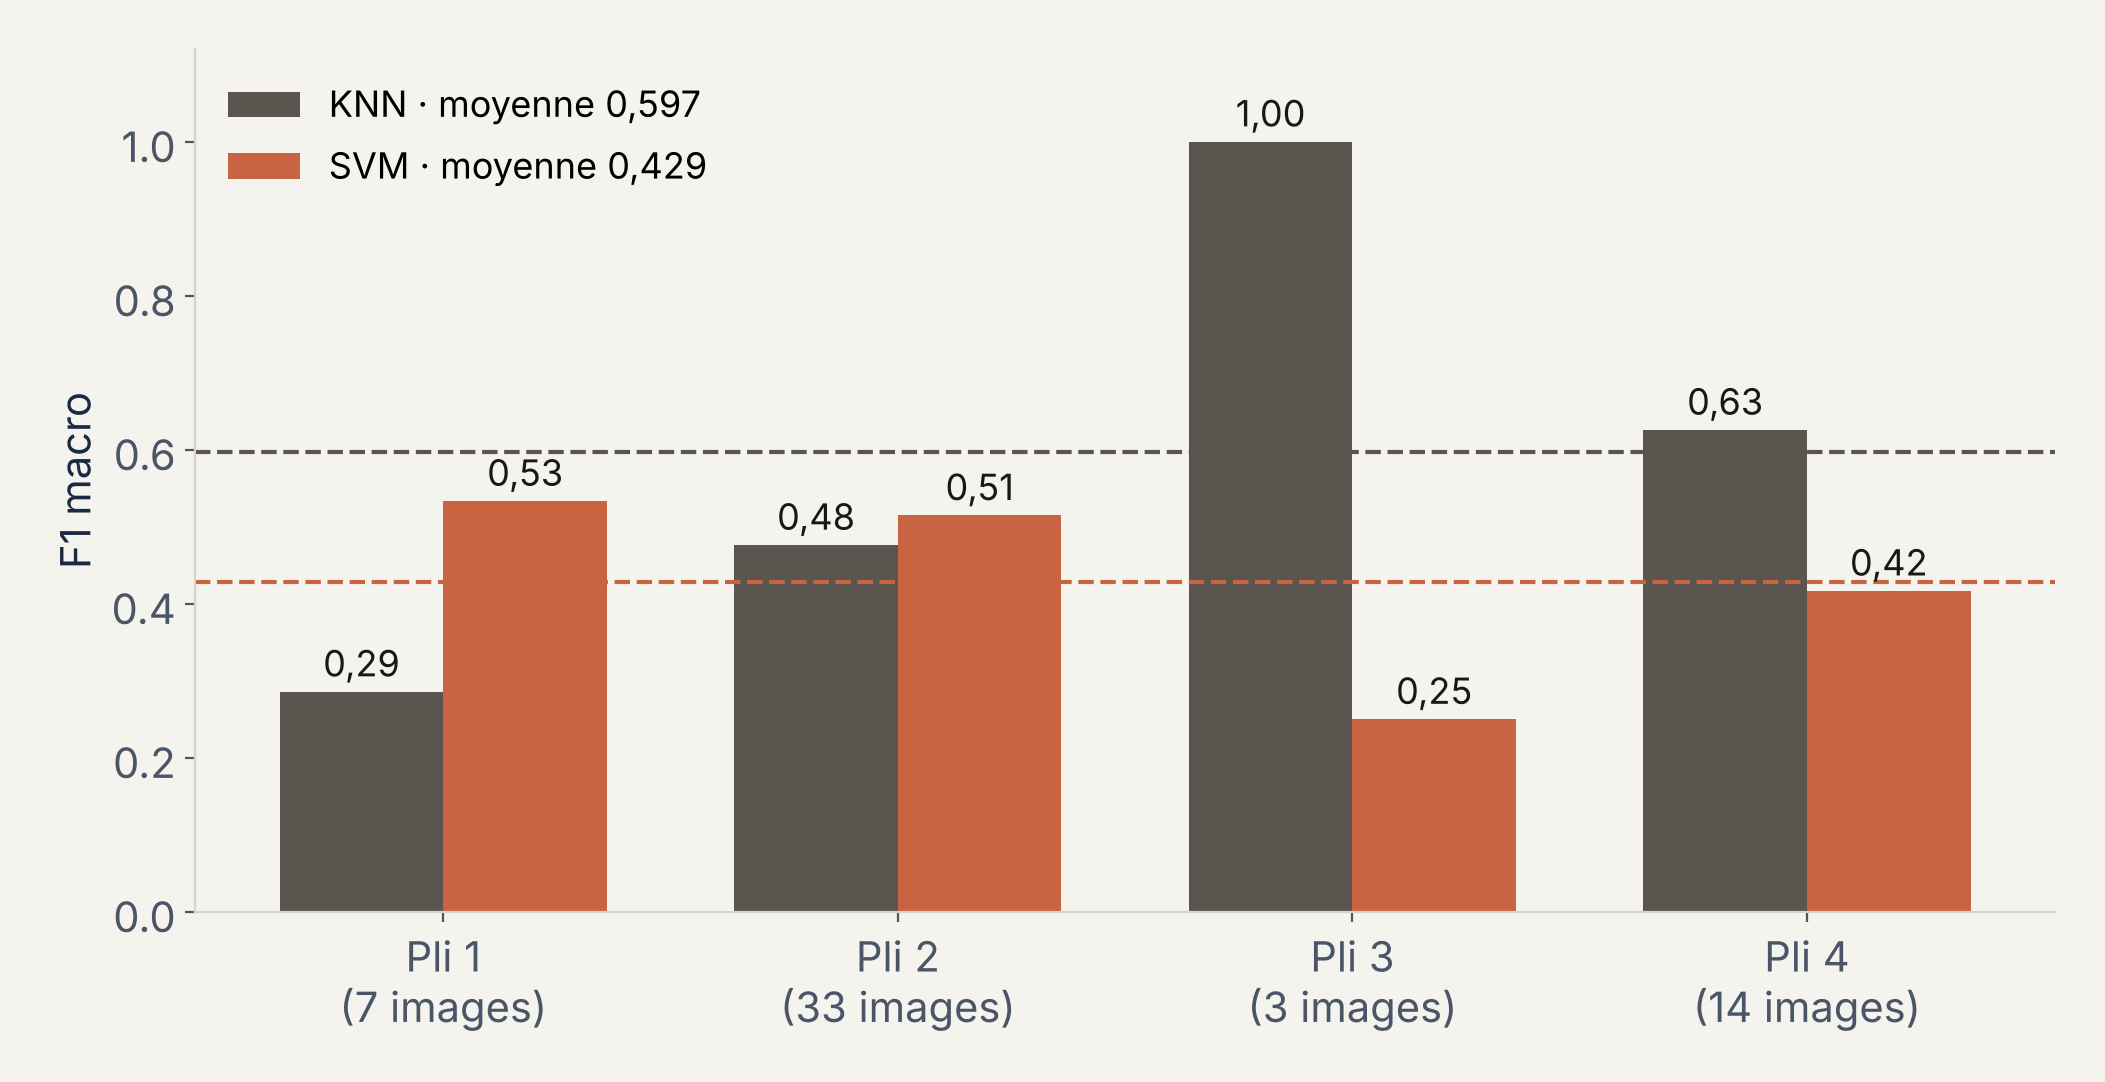 KNN · moyenne 0,597
SVM · moyenne 0,429
F1 macro
1.0
0.8
0.6
0.4
0.2
0.0
0,29
0,53
0,48
0,51
1,00
0,25
0,63
0,42
Pli 1
(7 images)
Pli 2
(33 images)
Pli 3
(3 images)
Pli 4
(14 images)